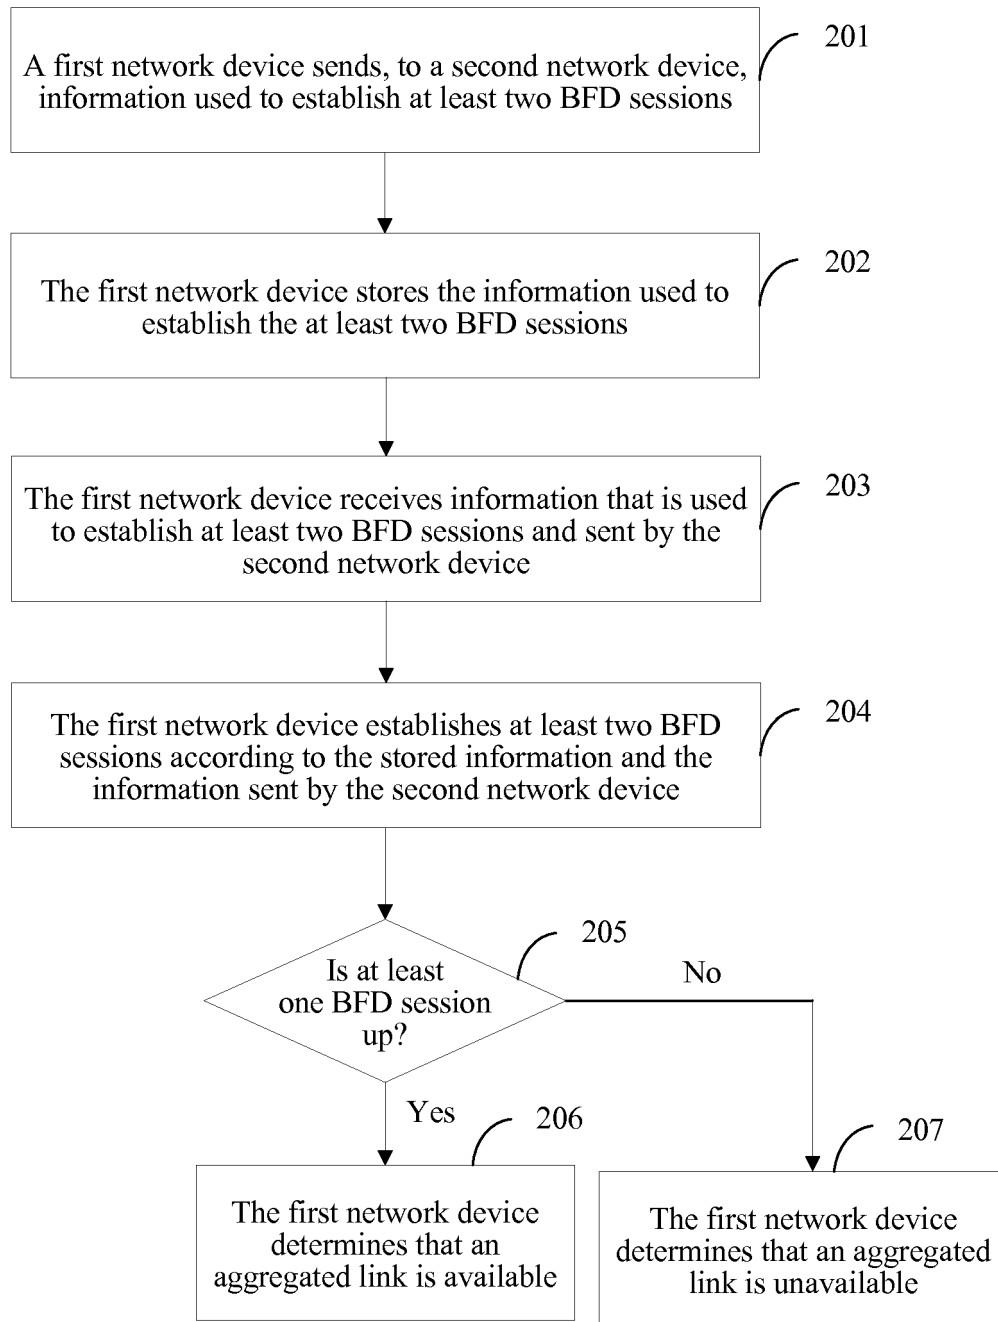 201
A first network device sends, to a second network device,
information used to establish at least two BFD sessions
202
The first network device stores the information used to
establish the at least two BFD sessions
203
The first network device receives information that is used
to establish at least two BFD sessions and sent by the
second network device
204
The first network device establishes at least two BFD
sessions according to the stored information and the
information sent by the second network device
205
Is at least
one BFD session
up?
No
Yes
206
207
The first network device
determines that an
aggregated link is available
The first network device
determines that an aggregated
link is unavailable